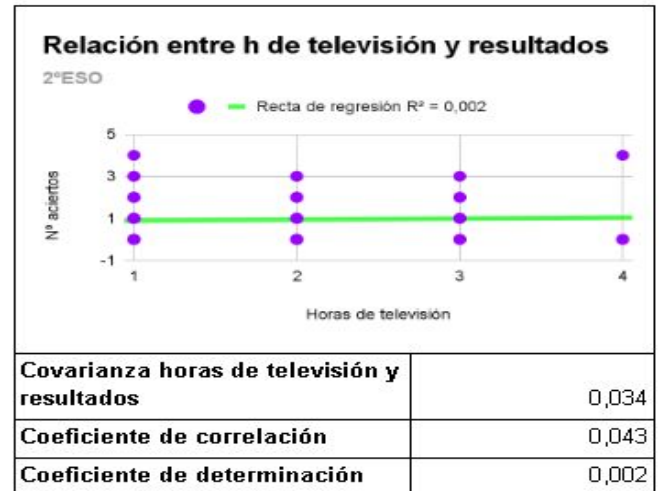 Relación entre h de televisión y resultados
2ºESO
Recta de regresión R² = 0,002
5
3
1
-1
Nº aciertos
1 2 3 4
Horas de televisión
Covarianza horas de televisión y
resultados 0,034
Coeficiente de correlación 0,043
Coeficiente de determinación 0,002